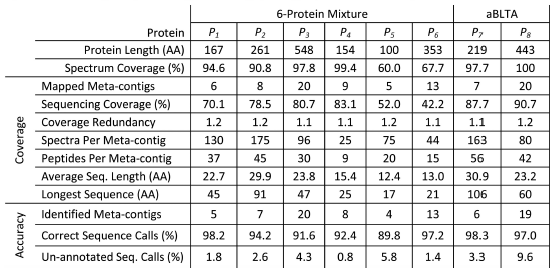 6-Protein Mixture aBLTA
Protein P1 P2 P3 P4 P5 P6 P7 P8
Protein Length (AA) 167 261 548 154 100 353 219 443
Spectrum Coverage (%) 94.6 90.8 97.8 99.4 60.0 67.7 97.7 100
Coverage
Mapped Meta-contigs 6 8 20 9 5 13 7 20
Sequencing Coverage (%) 70.1 78.5 80.7 83.1 52.0 42.2 87.7 90.7
Coverage Redundancy 1.2 1.2 1.1 1.1 1.2 1.1 1.1 1.2
Spectra Per Meta-contig 130 175 96 25 75 44 163 80
Peptides Per Meta-contig 37 45 30 9 20 15 56 42
Average Seq. Length (AA) 22.7 29.9 23.8 15.4 12.4 13.0 30.9 23.2
Longest Sequence (AA) 45 91 47 25 17 21 106 60
Accuracy
Identified Meta-contigs 5 7 20 8 4 13 6 19
Correct Sequence Calls (%) 98.2 94.2 91.6 92.4 89.8 97.2 98.3 97.0
Un-annotated Seq. Calls (%) 1.8 2.6 4.3 0.8 5.8 1.4 3.3 9.6